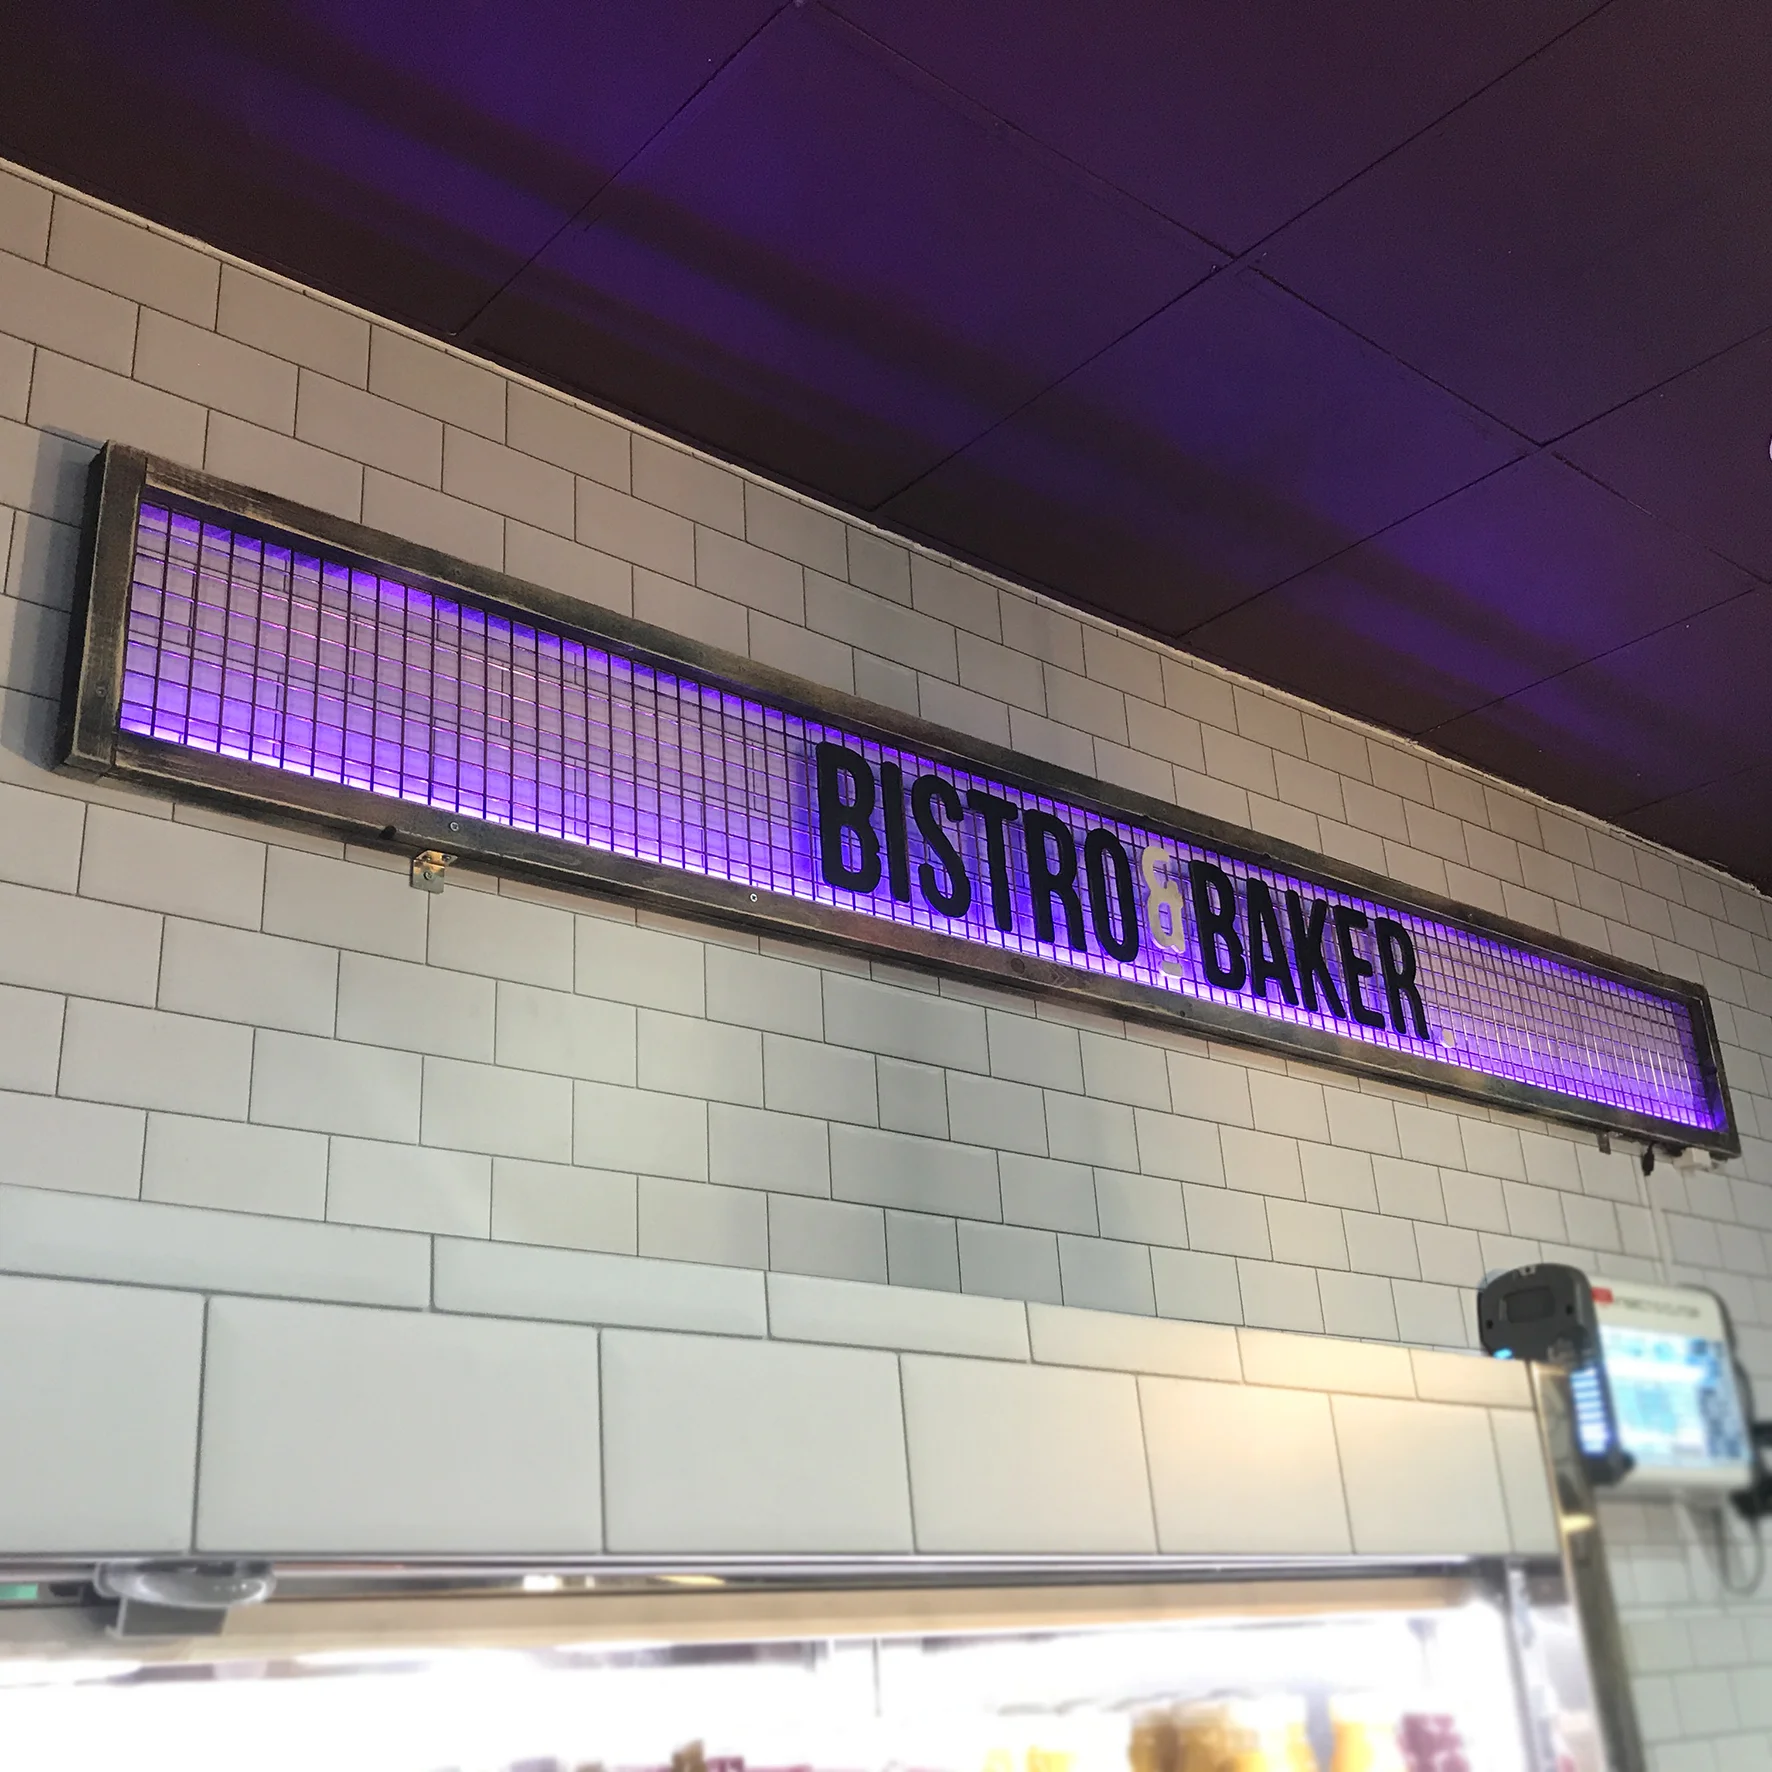 BISTRO & BAKER.